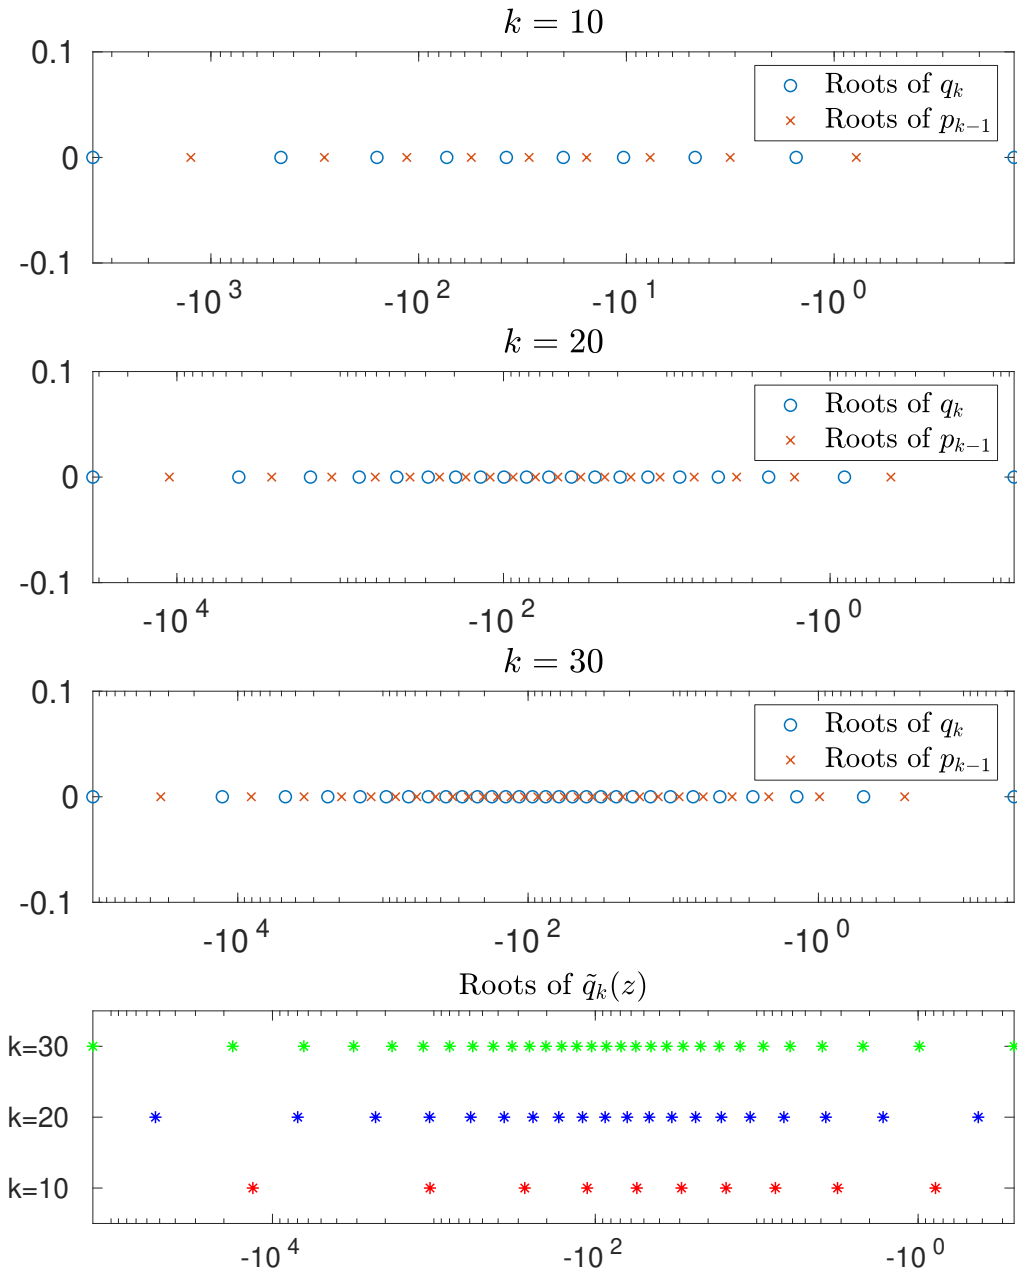 k = 10
0.1
Roots of q_k
Roots of p_{k−1}
0
-0.1
-10^3 -10^2 -10^1 -10^0
k = 20
0.1
Roots of q_k
Roots of p_{k−1}
0
-0.1
-10^4 -10^2 -10^0
k = 30
0.1
Roots of q_k
Roots of p_{k−1}
0
-0.1
-10^4 -10^2 -10^0
Roots of q̃_k(z)
k=30
k=20
k=10
-10^4 -10^2 -10^0